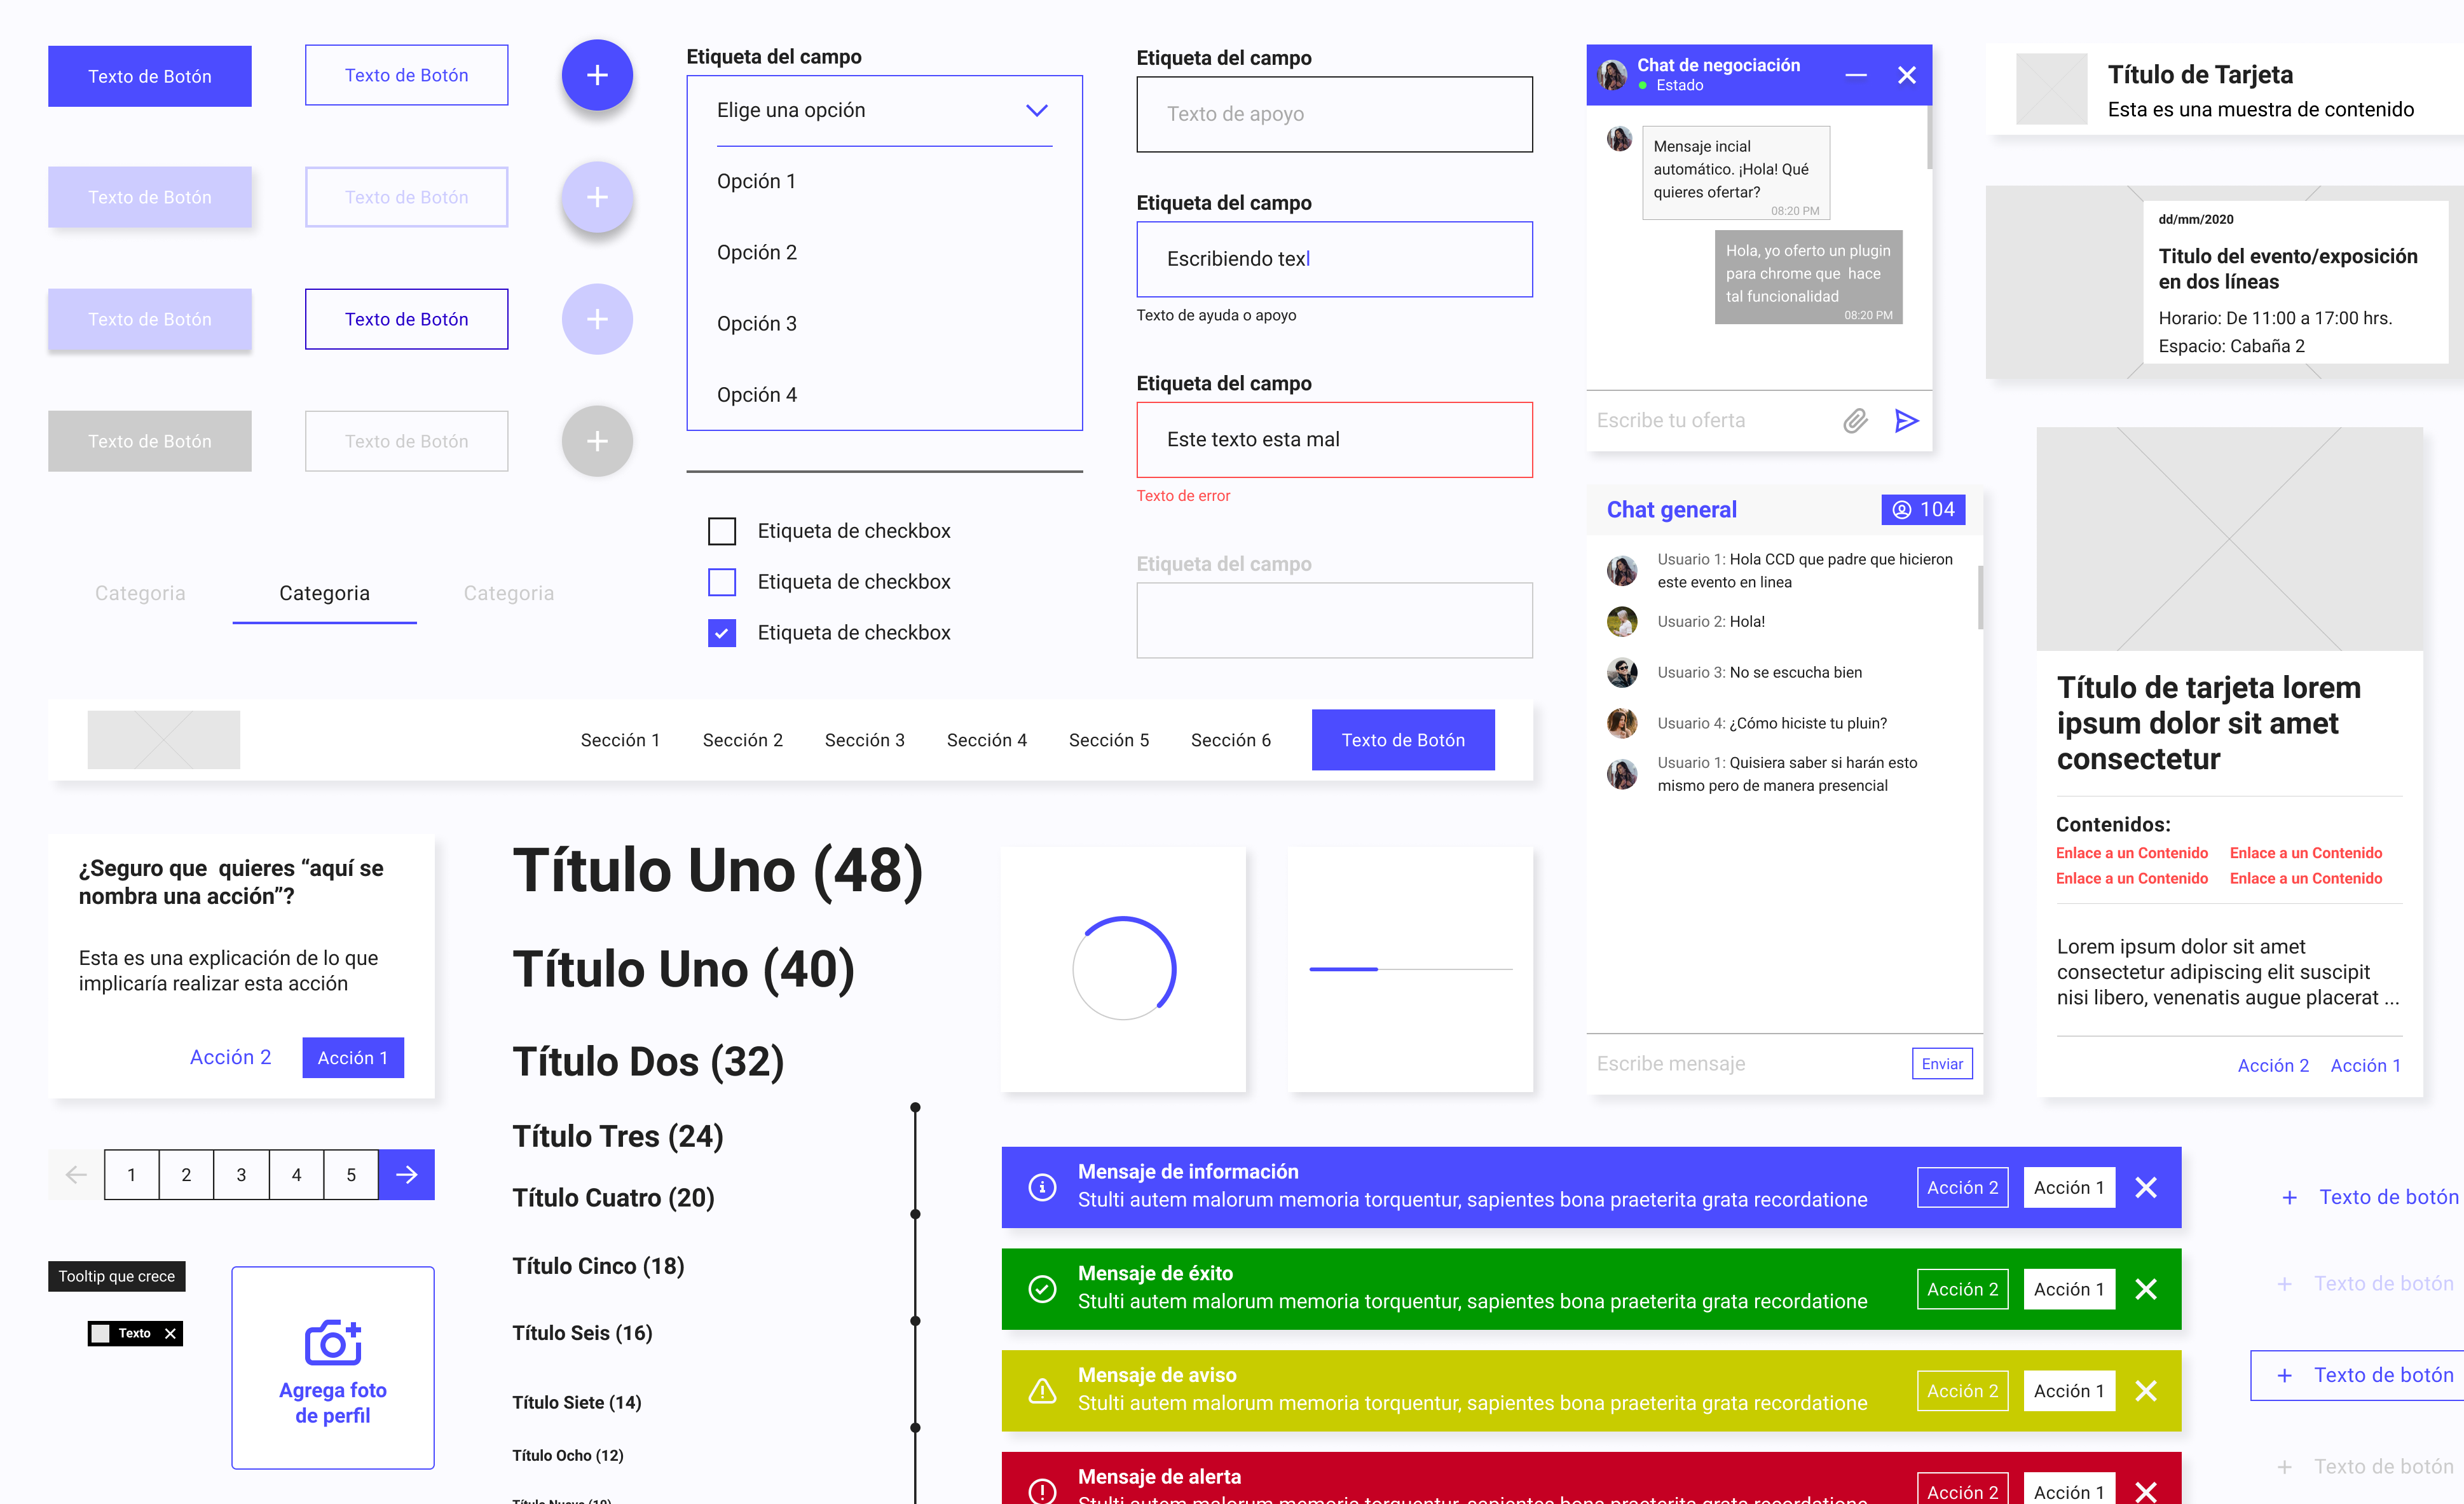 Texto de Botón
Texto de Botón
Texto de Botón
Texto de Botón
Texto de Botón
Texto de Botón
Texto de Botón
Texto de Botón
Categoria
Categoria
Categoria
Etiqueta del campo
Elige una opción
Opción 1
Opción 2
Opción 3
Opción 4
Etiqueta de checkbox
Etiqueta de checkbox
Etiqueta de checkbox
Etiqueta del campo
Texto de apoyo
Etiqueta del campo
Escribiendo tex
Texto de ayuda o apoyo
Etiqueta del campo
Este texto esta mal
Texto de error
Etiqueta del campo
Chat de negociación
Estado
Mensaje incial
automático. ¡Hola! Qué
quieres ofertar?
08:20 PM
Hola, yo oferto un plugin
para chrome que  hace
tal funcionalidad
08:20 PM
Escribe tu oferta
Título de Tarjeta
Esta es una muestra de contenido
dd/mm/2020
Titulo del evento/exposición
en dos líneas
Horario: De 11:00 a 17:00 hrs.
Espacio: Cabaña 2
Sección 1
Sección 2
Sección 3
Sección 4
Sección 5
Sección 6
Texto de Botón
Chat general
104
Usuario 1: Hola CCD que padre que hicieron
este evento en linea
Usuario 2: Hola!
Usuario 3: No se escucha bien
Usuario 4: ¿Cómo hiciste tu pluin?
Usuario 1: Quisiera saber si harán esto
mismo pero de manera presencial
Escribe mensaje
Enviar
Título de tarjeta lorem
ipsum dolor sit amet
consectetur
Contenidos:
Enlace a un Contenido
Enlace a un Contenido
Enlace a un Contenido
Enlace a un Contenido
Lorem ipsum dolor sit amet
consectetur adipiscing elit suscipit
nisi libero, venenatis augue placerat ...
Acción 2
Acción 1
¿Seguro que  quieres “aquí se
nombra una acción”?
Esta es una explicación de lo que
implicaría realizar esta acción
Acción 2
Acción 1
1
2
3
4
5
Tooltip que crece
Texto
Agrega foto
de perfil
Título Uno (48)
Título Uno (40)
Título Dos (32)
Título Tres (24)
Título Cuatro (20)
Título Cinco (18)
Título Seis (16)
Título Siete (14)
Título Ocho (12)
Mensaje de información
Stulti autem malorum memoria torquentur, sapientes bona praeterita grata recordatione
Acción 2
Acción 1
Mensaje de éxito
Stulti autem malorum memoria torquentur, sapientes bona praeterita grata recordatione
Acción 2
Acción 1
Mensaje de aviso
Stulti autem malorum memoria torquentur, sapientes bona praeterita grata recordatione
Acción 2
Acción 1
Mensaje de alerta
Acción 2
Acción 1
Texto de botón
Texto de botón
Texto de botón
Texto de botón